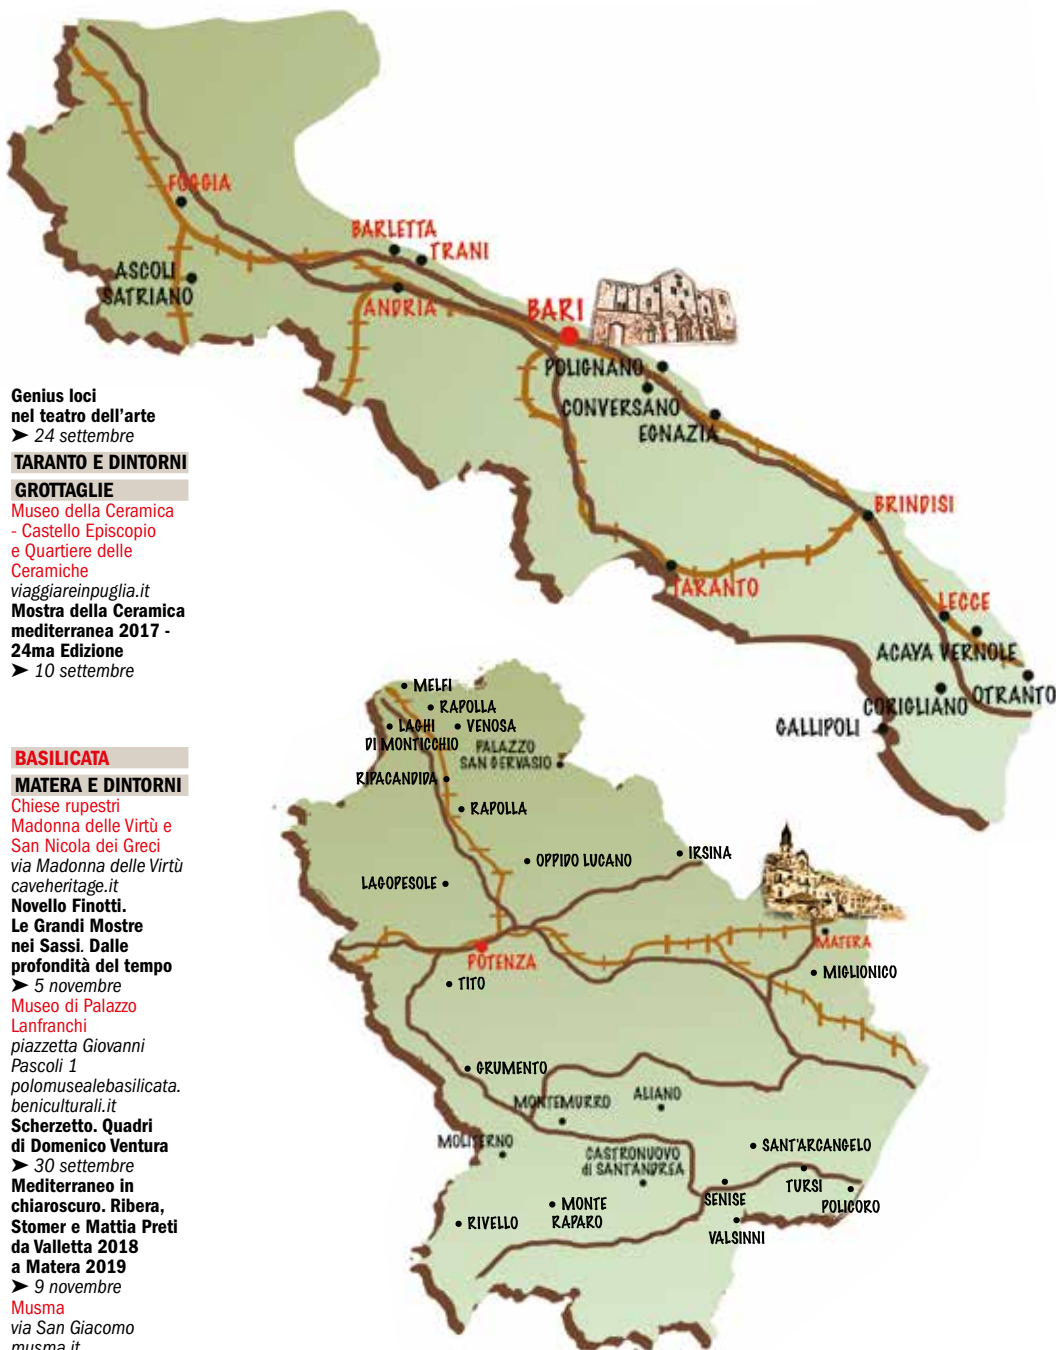 FOGGIA
BARLETTA
TRANI
ASCOLI
SATRIANO
ANDRIA
BARI
POLIGNANO
CONVERSANO
EGNAZIA
BRINDISI
TARANTO
LECCE
ACAYA VERNOLE
OTRANTO
CORIGLIANO
GALLIPOLI
Genius loci
nel teatro dell'arte
➤ 24 settembre
TARANTO E DINTORNI
GROTTAGLIE
Museo della Ceramica
- Castello Episcopio
e Quartiere delle
Ceramiche
viaggiareinpuglia.it
Mostra della Ceramica
mediterranea 2017 -
24ma Edizione
➤ 10 settembre
BASILICATA
MATERA E DINTORNI
Chiese rupestri
Madonna delle Virtù e
San Nicola dei Greci
via Madonna delle Virtù
caveheritage.it
Novello Finotti.
Le Grandi Mostre
nei Sassi. Dalle
profondità del tempo
➤ 5 novembre
Museo di Palazzo
Lanfranchi
piazzetta Giovanni
Pascoli 1
polomusealebasilicata.
beniculturali.it
Scherzetto. Quadri
di Domenico Ventura
➤ 30 settembre
Mediterraneo in
chiaroscuro. Ribera,
Stomer e Mattia Preti
da Valletta 2018
a Matera 2019
➤ 9 novembre
Musma
via San Giacomo
musma.it
MELFI
RAPOLLA
LAGHI
DI MONTICCHIO
VENOSA
PALAZZO
SAN GERVASIO
RIPACANDIDA
RAPOLLA
OPPIDO LUCANO
IRSINA
LAGOPESOLE
MATERA
POTENZA
MIGLIONICO
TITO
GRUMENTO
MONTEMURRO
ALIANO
MOLITERNO
CASTRONUOVO
di SANT'ANDREA
SANT'ARCANGELO
SENISE
TURSI
POLICORO
MONTE
RAPARO
RIVELLO
VALSINNI